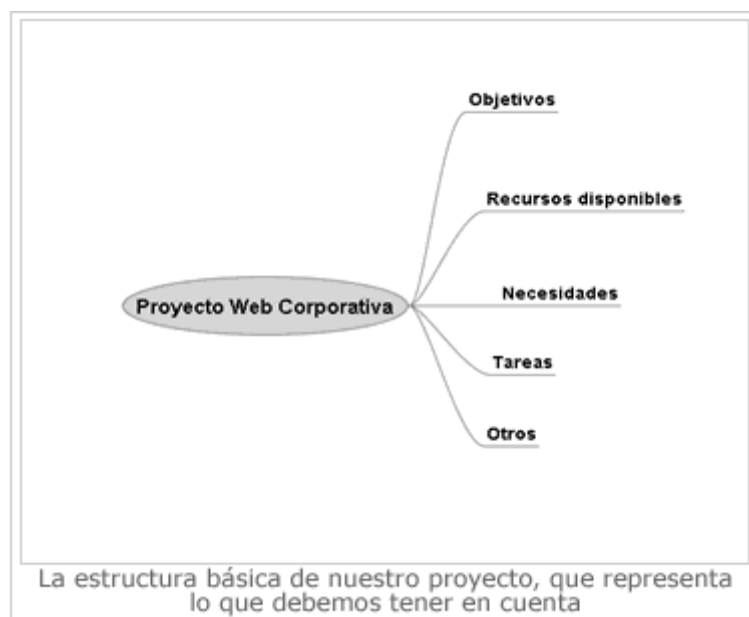 Objetivos
Recursos disponibles
Proyecto Web Corporativa
Necesidades
Tareas
Otros
La estructura básica de nuestro proyecto, que representa
lo que debemos tener en cuenta